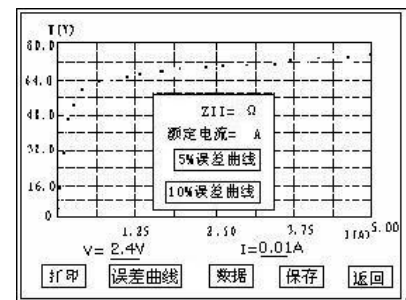 T(V)
80.0
64.0
48.0
32.0
16.0
0
ZII= Ω
额定电流= A
5%误差曲线
10%误差曲线
1.25 2.50 3.75 I(A) 5.00
V= 2.4V I=0.01A
打印 误差曲线 数据 保存 返回